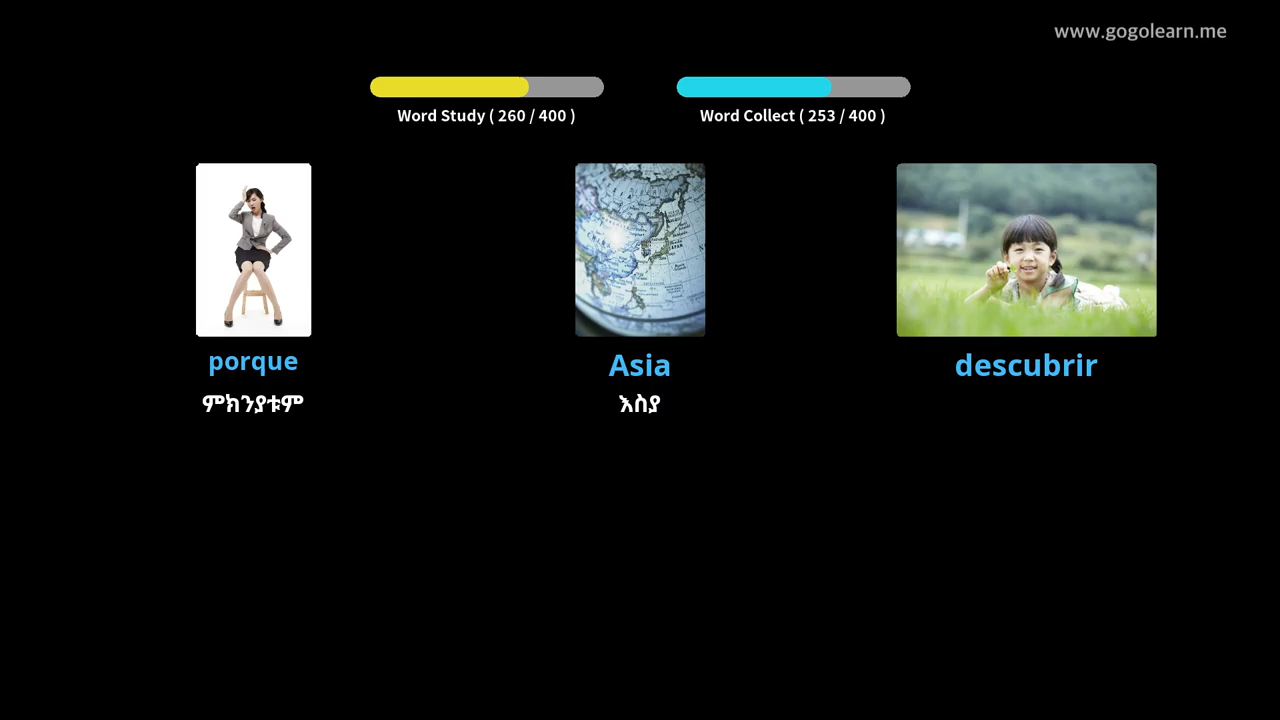 www.gogolearn.me
Word Study ( 260 / 400 )
Word Collect ( 253 / 400 )
porque
ምክንያቱም
Asia
እስያ
descubrir